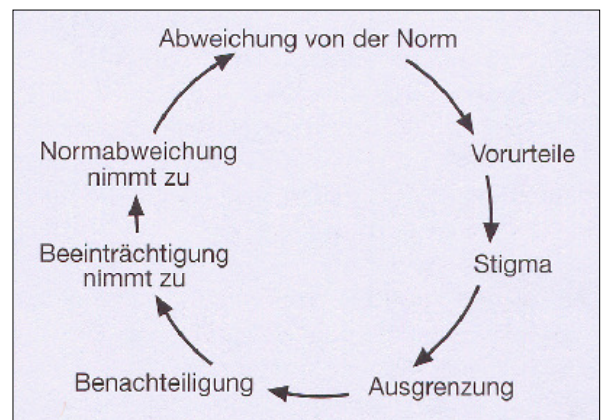 Abweichung von der Norm
Vorurteile
Stigma
Ausgrenzung
Benachteiligung
Beeinträchtigung
nimmt zu
Normabweichung
nimmt zu